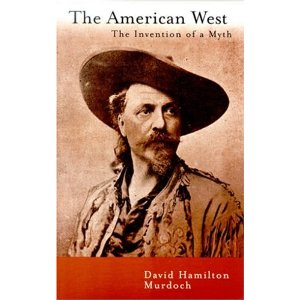 The American West
The Invention of a Myth
David Hamilton
Murdoch